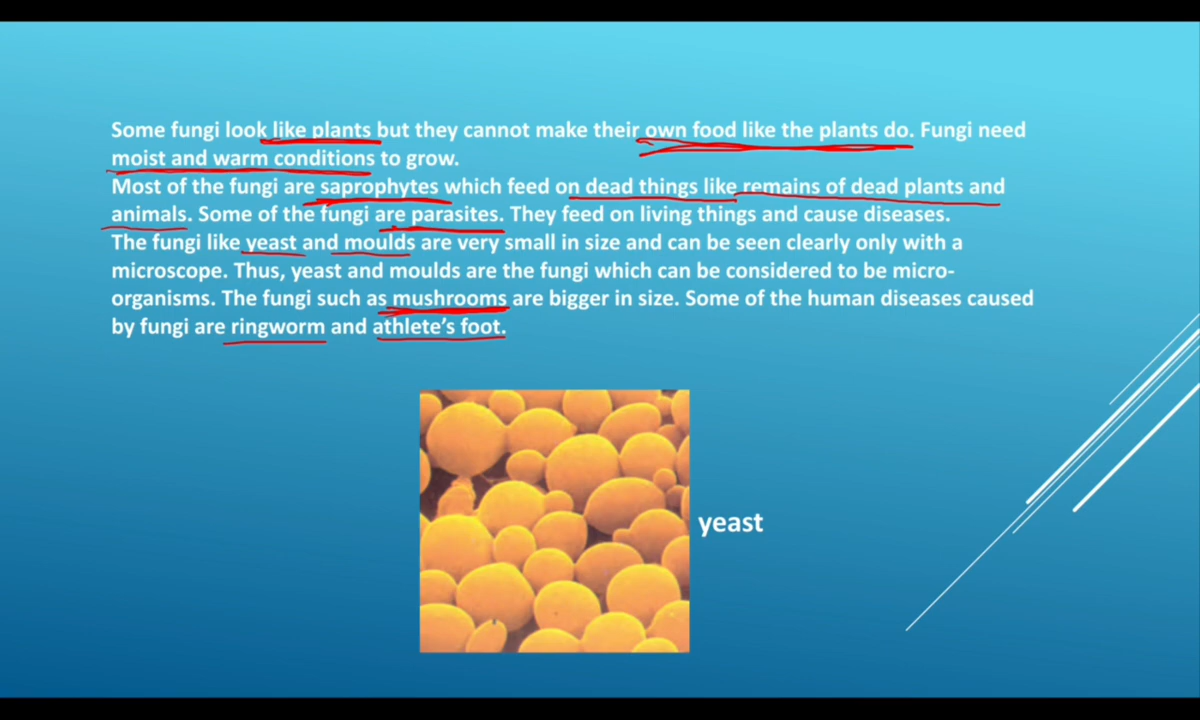 Some fungi look like plants but they cannot make their own food like the plants do. Fungi need
moist and warm conditions to grow.
Most of the fungi are saprophytes which feed on dead things like remains of dead plants and
animals. Some of the fungi are parasites. They feed on living things and cause diseases.
The fungi like yeast and moulds are very small in size and can be seen clearly only with a
microscope. Thus, yeast and moulds are the fungi which can be considered to be micro-
organisms. The fungi such as mushrooms are bigger in size. Some of the human diseases caused
by fungi are ringworm and athlete’s foot.
yeast